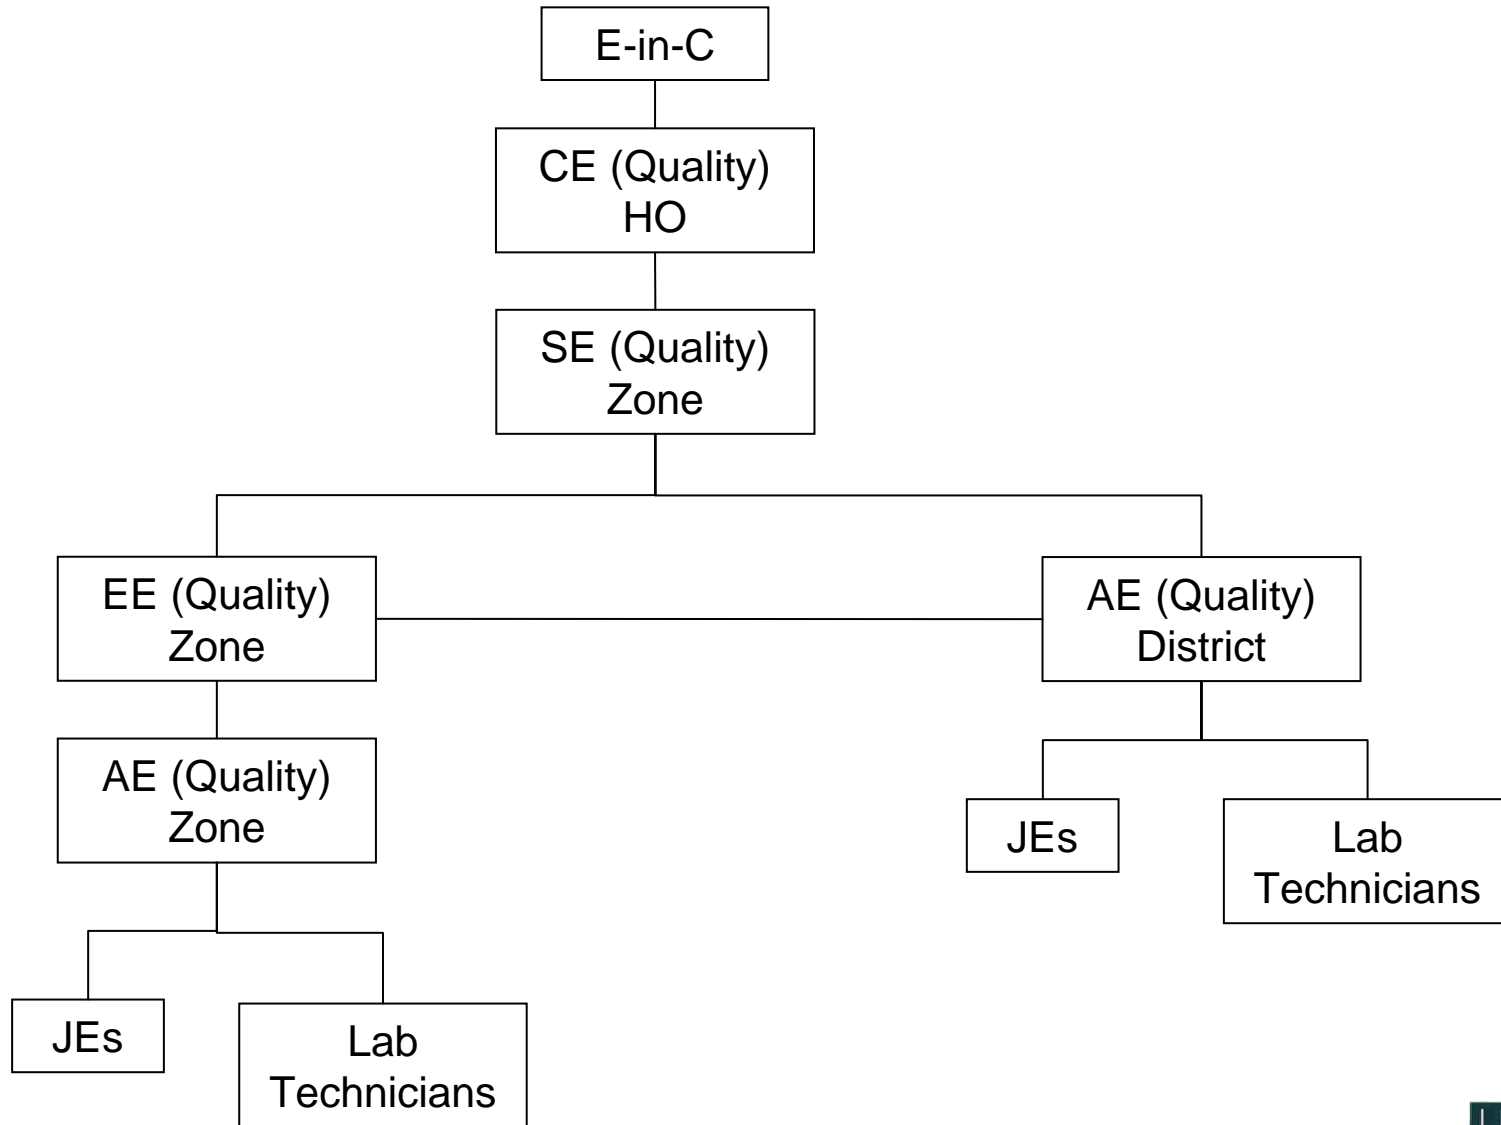 E-in-C
CE (Quality)
HO
SE (Quality)
Zone
EE (Quality)
Zone
AE (Quality)
District
AE (Quality)
Zone
JEs
Lab
Technicians
JEs
Lab
Technicians